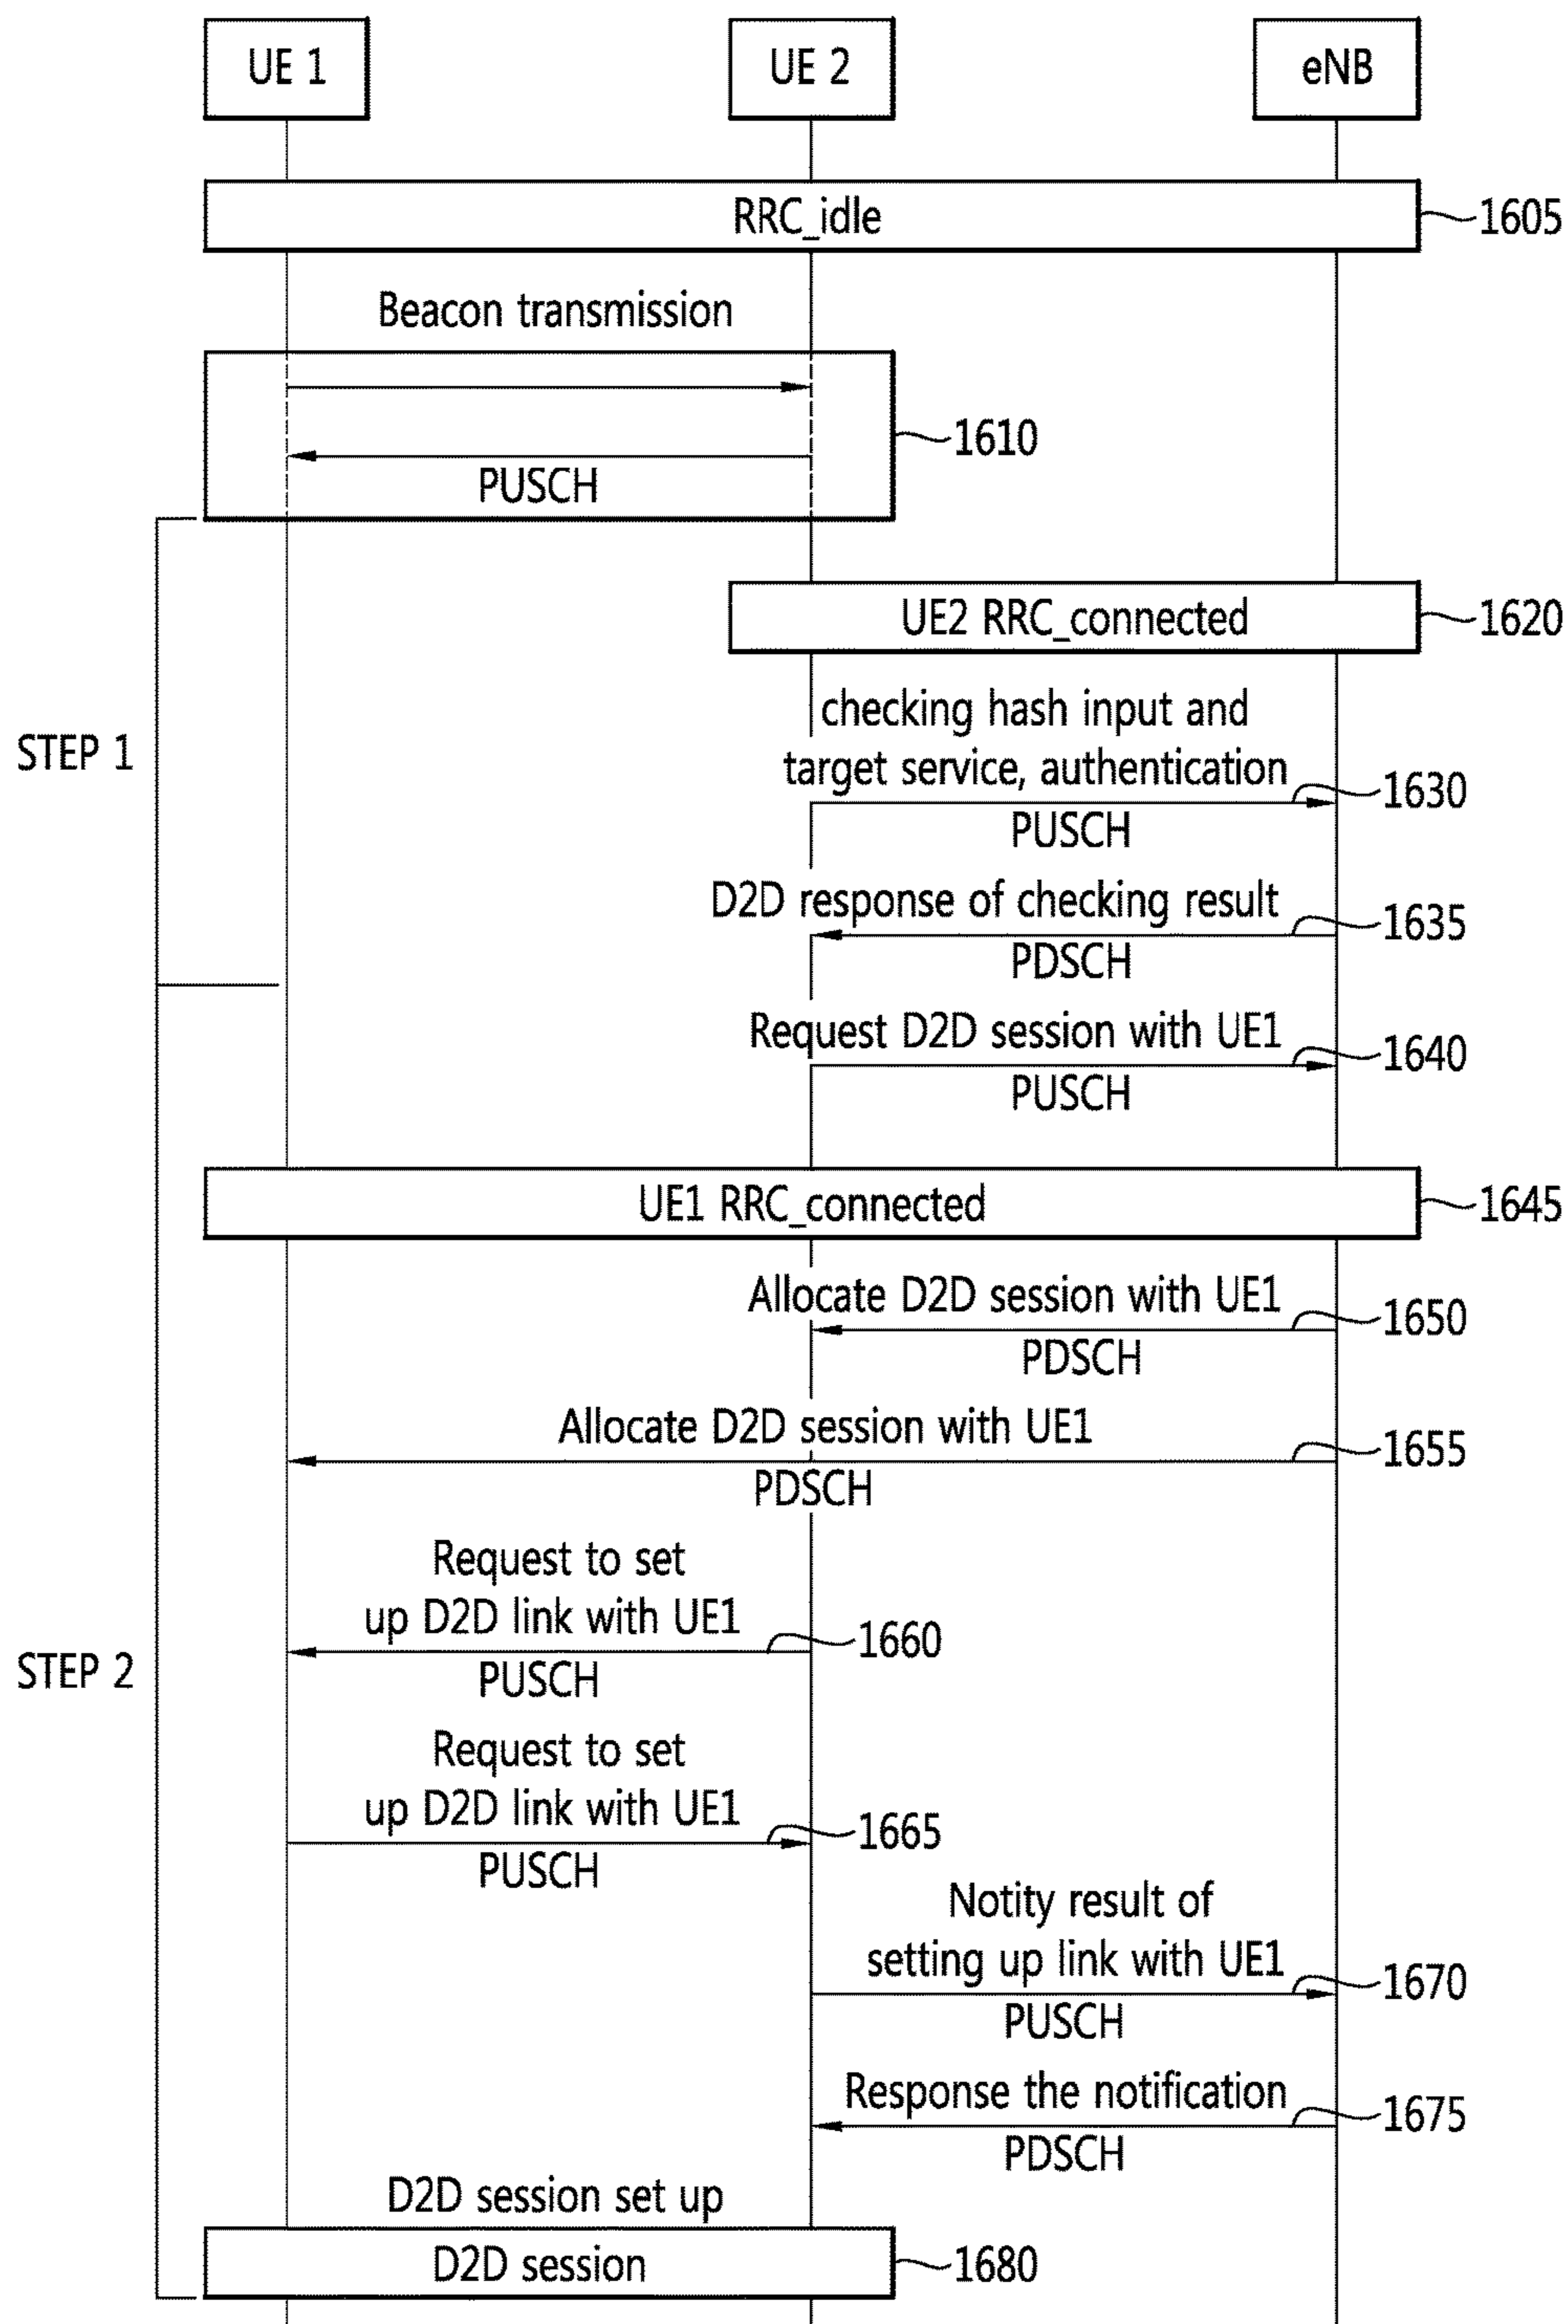 UE 1
UE 2
eNB
RRC_idle
1605
Beacon transmission
1610
PUSCH
UE2 RRC_connected
1620
checking hash input and
target service, authentication
1630
PUSCH
STEP 1
D2D response of checking result
1635
PDSCH
Request D2D session with UE1
1640
PUSCH
UE1 RRC_connected
1645
Allocate D2D session with UE1
1650
PDSCH
Allocate D2D session with UE1
1655
PDSCH
Request to set
up D2D link with UE1
1660
PUSCH
STEP 2
Request to set
up D2D link with UE1
1665
PUSCH
Notity result of
setting up link with UE1
1670
PUSCH
Response the notification
1675
PDSCH
D2D session set up
D2D session
1680